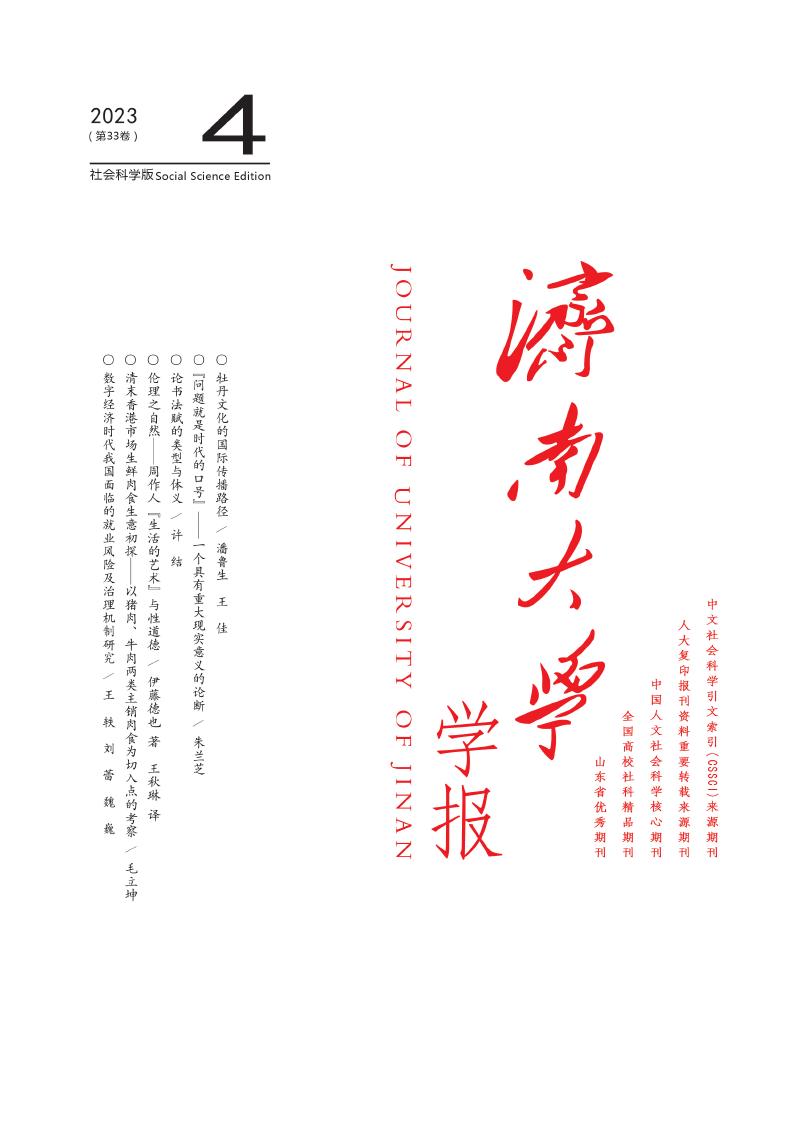 2023
(第33卷)
4
社会科学版 Social Science Edition
濟南大學
学报
JOURNAL OF UNIVERSITY OF JINAN
中文社会科学引文索引(CSSCI)来源期刊
人大复印报刊资料重要转载来源期刊
中国人文社会科学核心期刊
全国高校社科精品期刊
山东省优秀期刊
○ 牡丹文化的国际传播路径 / 潘鲁生 王 佳
○ 『问题就是时代的口号』——一个具有重大现实意义的论断 / 朱兰芝
○ 论书法赋的类型与体义 / 许 结
○ 伦理之自然——周作人『生活的艺术』与性道德 / 伊藤德也 著 王秋琳 译
○ 清末香港市场生鲜肉食生意初探——以猪肉、牛肉两类主销肉食为切入点的考察 / 毛立坤
○ 数字经济时代我国面临的就业风险及治理机制研究 / 王 轶 刘 蕾 魏 巍